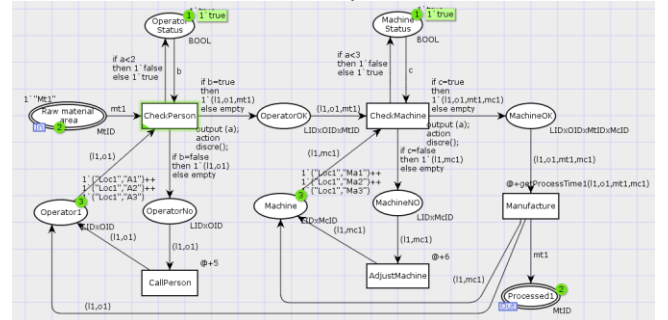 1`true
Operator
Status
1
1`true
BOOL
if a<2
then 1`false
else 1`true
b
1`true
Machine
Status
1
1`true
BOOL
if a<3
then 1`false
else 1`true
c
1`"Mt1"
Raw material
area
In
2
MtID
mt1
CheckPerson
if b=true
then
1`(l1,o1,mt1)
else empty
output (a);
action
discre();
OperatorOK
LIDxOIDxMtID
(l1,o1,mt1)
CheckMachine
if c=true
then
1`(l1,o1,mt1,mc1)
else empty
output (a);
action
discre();
MachineOK
LIDxOIDxMtIDxMcID
(l1,o1)
if b=false
then 1`(l1,o1)
else empty
(l1,mc1)
if c=false
then 1`(l1,mc1)
else empty
(l1,o1,mt1,mc1)
1`("Loc1","A1")++
1`("Loc1","A2")++
1`("Loc1","A3")
3
Operator1
LIDxOID
OperatorNo
LIDxOID
1`("Loc1","Ma1")++
1`("Loc1","Ma2")++
1`("Loc1","Ma3")
3
Machine
LIDxMcID
MachineNO
LIDxMcID
@+getProcessTime1(l1,o1,mt1,mc1)
Manufacture
(l1,o1)
(l1,o1)
@+5
CallPerson
(l1,mc1)
(l1,mc1)
@+6
AdjustMachine
(l1,mc1)
mt1
(l1,o1)
Processed1
2
Out
MtID